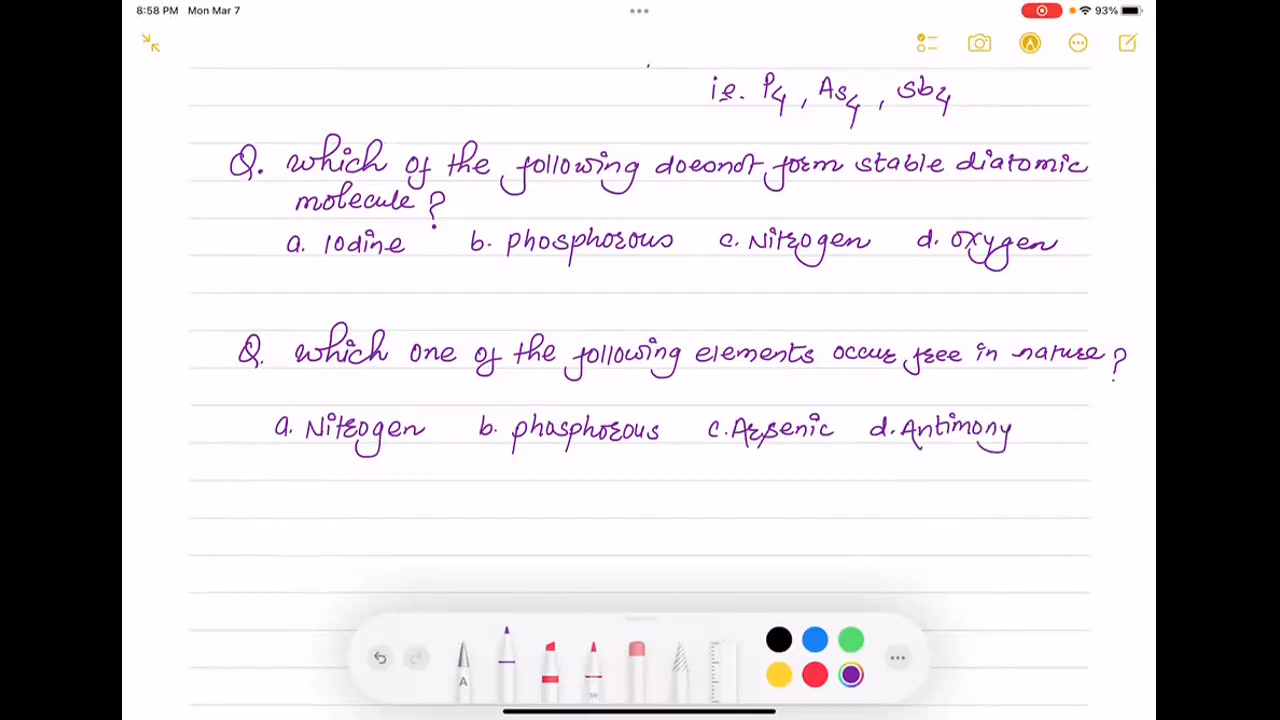 8:58 PM Mon Mar 7
93%
i.e. P4, As4, Sb4
Q. which of the following doesnot form stable diatomic
molecule?
a. Iodine b. phosphorous c. Nitrogen d. oxygen
Q. which one of the following elements occur free in nature?
a. Nitrogen b. phosphorous c. Arsenic d. Antimony
A